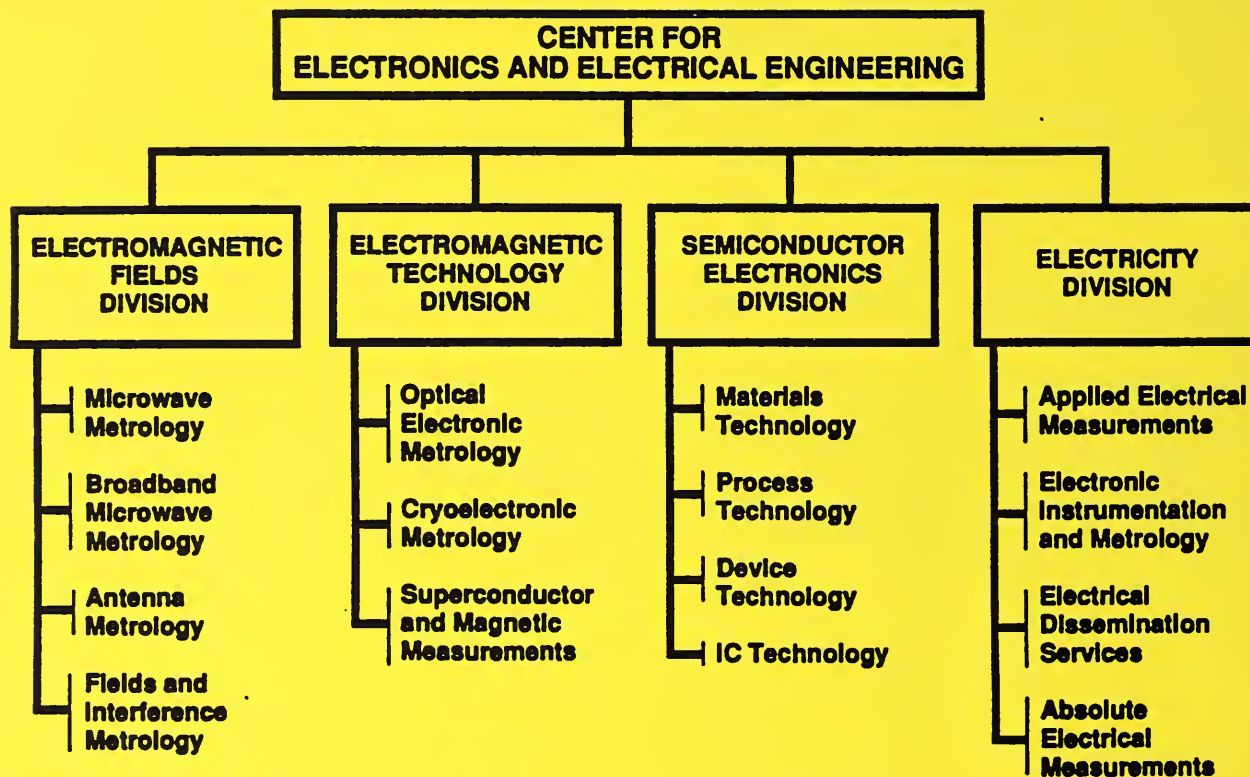 CENTER FOR
ELECTRONICS AND ELECTRICAL ENGINEERING
ELECTROMAGNETIC
FIELDS
DIVISION
Microwave
Metrology
Broadband
Microwave
Metrology
Antenna
Metrology
Fields and
Interference
Metrology
ELECTROMAGNETIC
TECHNOLOGY
DIVISION
Optical
Electronic
Metrology
Cryoelectronic
Metrology
Superconductor
and Magnetic
Measurements
SEMICONDUCTOR
ELECTRONICS
DIVISION
Materials
Technology
Process
Technology
Device
Technology
IC Technology
ELECTRICITY
DIVISION
Applied Electrical
Measurements
Electronic
Instrumentation
and Metrology
Electrical
Dissemination
Services
Absolute
Electrical
Measurements